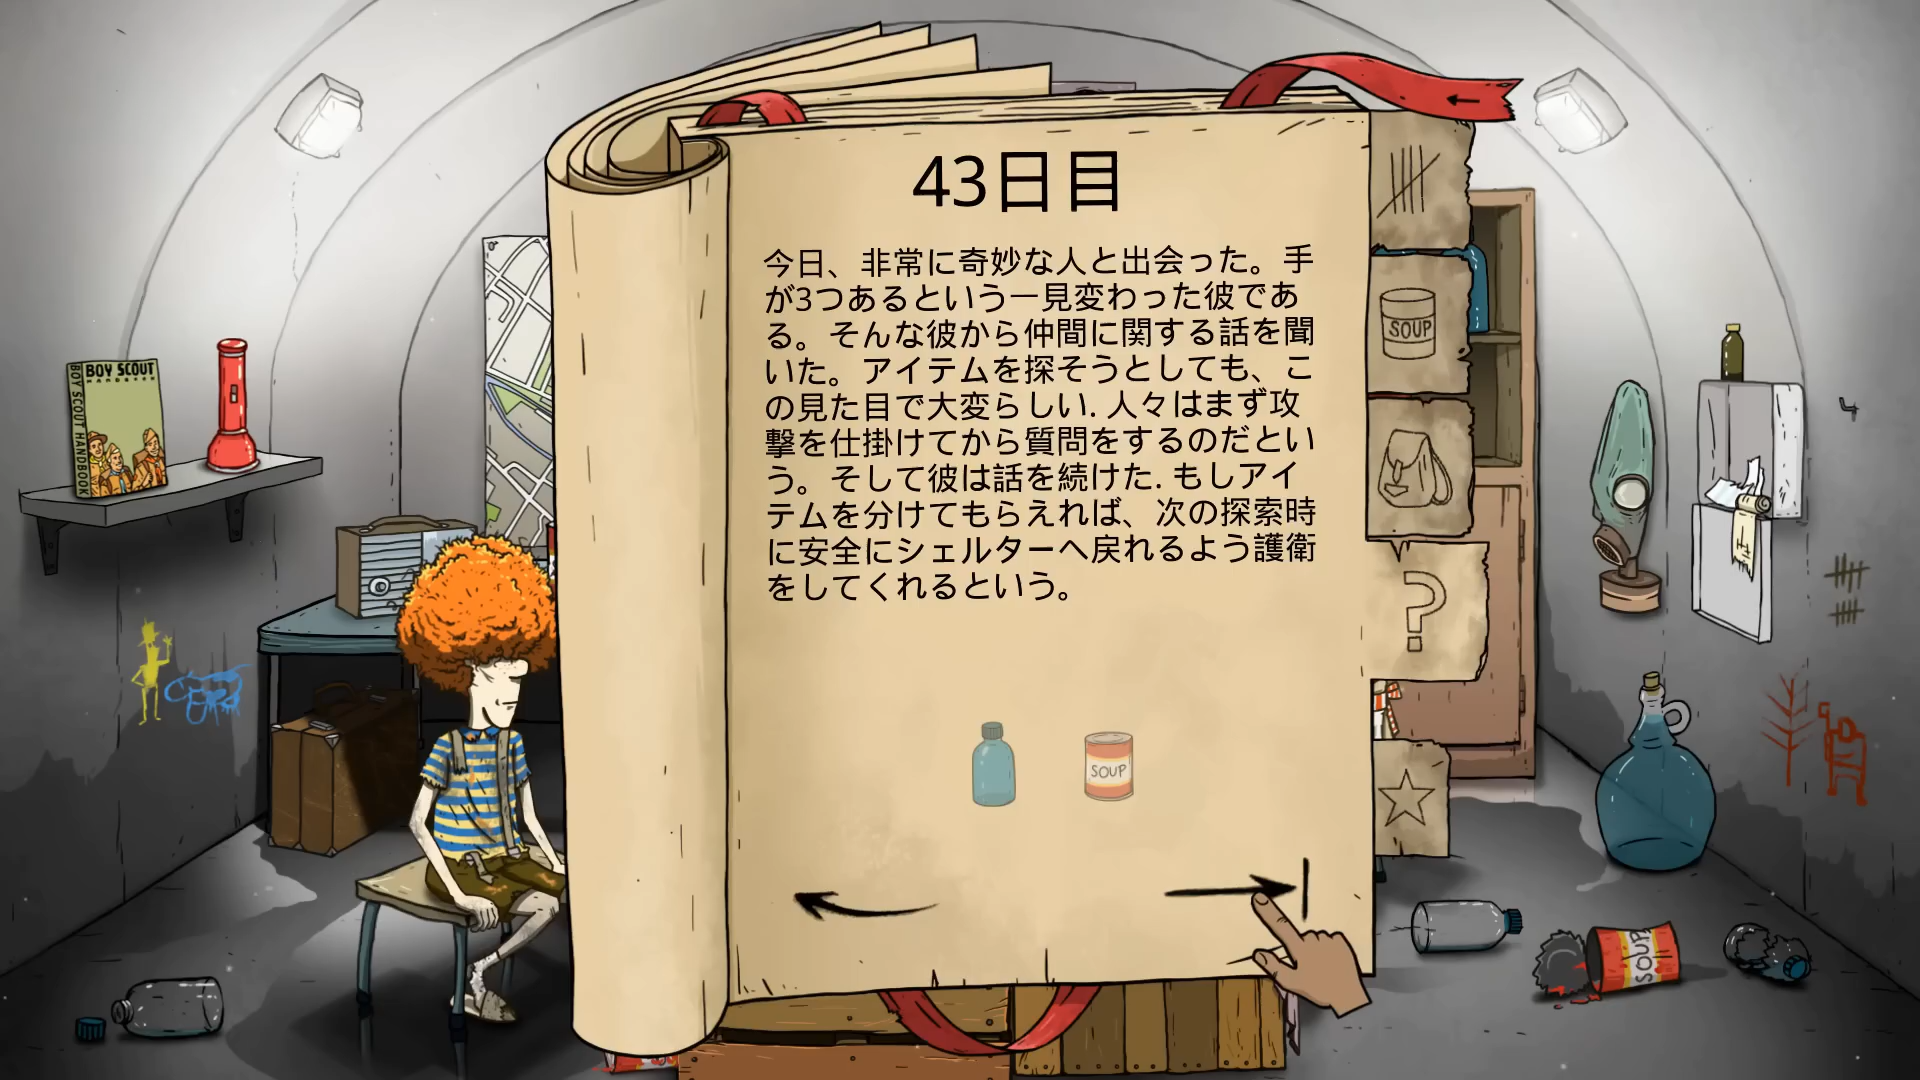 43日目
今日、非常に奇妙な人と出会った。手
が3つあるという一見変わった彼であ
る。そんな彼から仲間に関する話を聞
いた。アイテムを探そうとしても、こ
の見た目で大変らしい. 人々はまず攻
撃を仕掛けてから質問をするのだとい
う。そして彼は話を続けた. もしアイ
テムを分けてもらえれば、次の探索時
に安全にシェルターへ戻れるよう護衛
をしてくれるという。
SOUP
?
SOUP
BOY SCOUT
HANDBOOK
BOY SCOUT HANDBOOK
SOUP